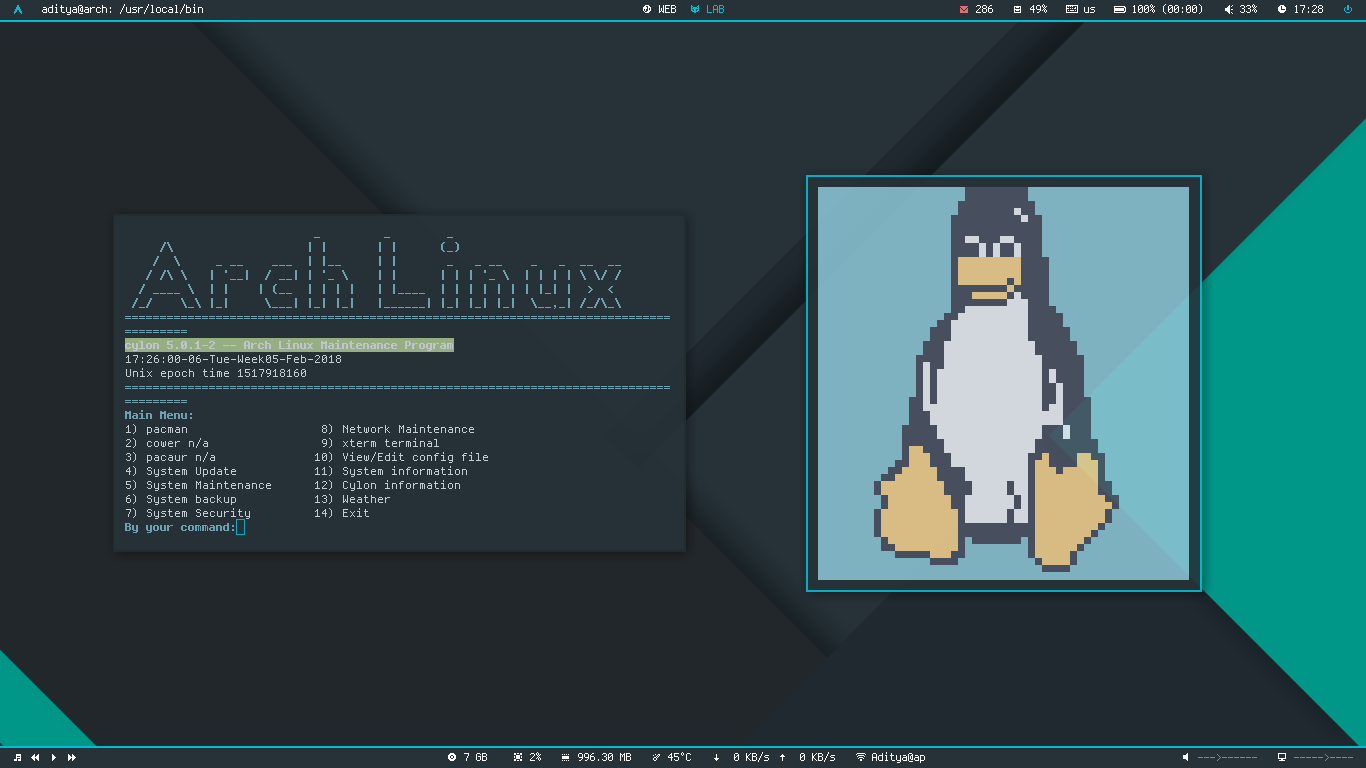 aditya@arch: /usr/local/bin
WEB LAB
286 49% us 100% (00:00) 33% 17:28
Arch Linux
==============================================================================
=========
cylon 5.0.1-2 -- Arch Linux Maintenance Program
17:26:00-06-Tue-Week05-Feb-2018
Unix epoch time 1517918160
==============================================================================
=========
Main Menu:
1) pacman 8) Network Maintenance
2) cower n/a 9) xterm terminal
3) pacaur n/a 10) View/Edit config file
4) System Update 11) System information
5) System Maintenance 12) Cylon information
6) System backup 13) Weather
7) System Security 14) Exit
By your command:
7 GB 2% 996.30 MB 45°C ↓ 0 KB/s ↑ 0 KB/s Aditya@ap
---->------ ----->----